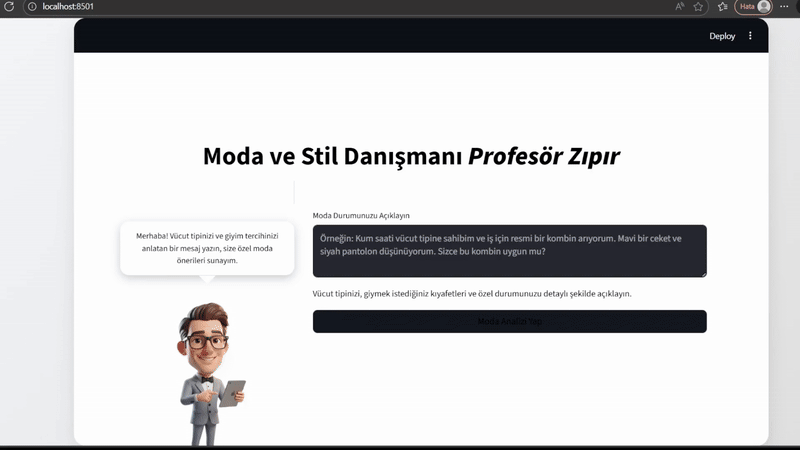 localhost:8501
Hata
Deploy
Moda ve Stil Danışmanı Profesör Zıpır
Merhaba! Vücut tipinizi ve giyim tercihinizi
anlatan bir mesaj yazın, size özel moda
önerileri sunayım.
Moda Durumunuzu Açıklayın
Örneğin: Kum saati vücut tipine sahibim ve iş için resmi bir kombin arıyorum. Mavi bir ceket ve
siyah pantolon düşünüyorum. Sizce bu kombin uygun mu?
Vücut tipinizi, giymek istediğiniz kıyafetleri ve özel durumunuzu detaylı şekilde açıklayın.
Moda Analizi Yap